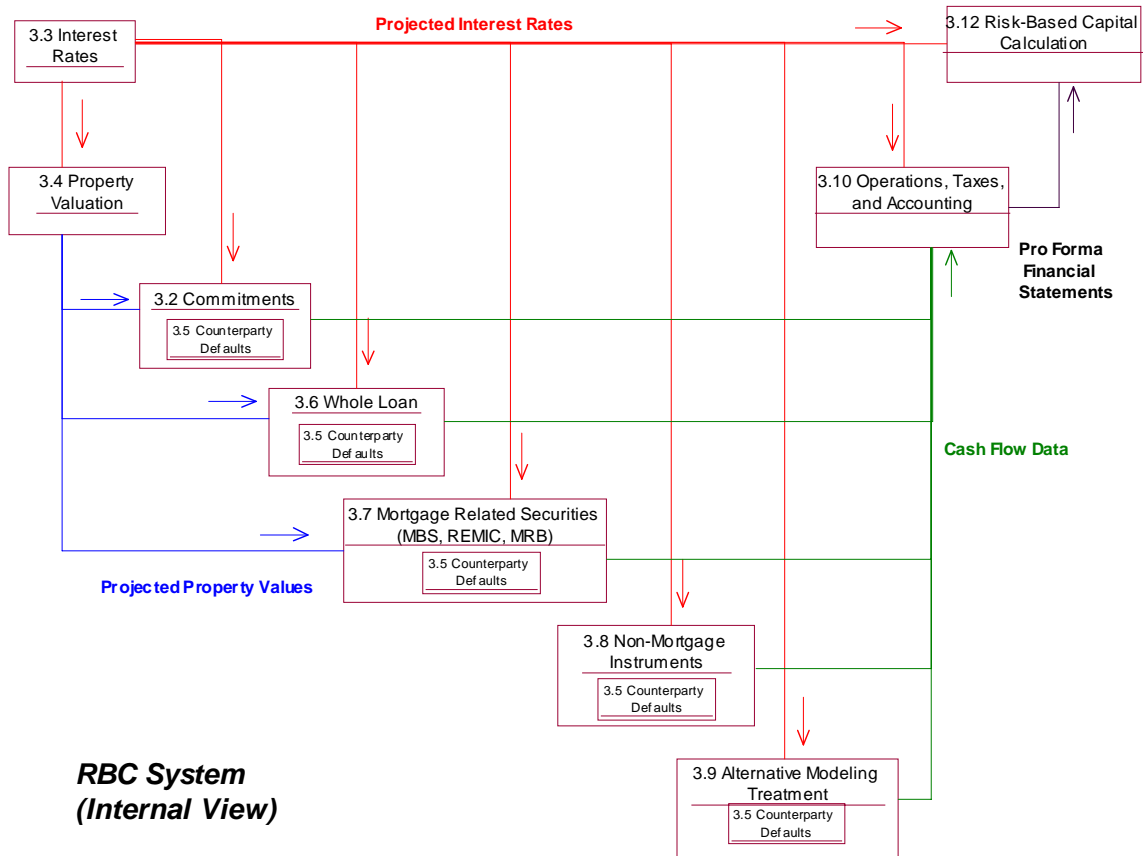 Projected Interest Rates
3.3 Interest
Rates
3.12 Risk-Based Capital
Calculation
3.4 Property
Valuation
3.10 Operations, Taxes,
and Accounting
Pro Forma
Financial
Statements
3.2 Commitments
3.5 Counterparty
Defaults
3.6 Whole Loan
3.5 Counterparty
Defaults
Cash Flow Data
3.7 Mortgage Related Securities
(MBS, REMIC, MRB)
3.5 Counterparty
Defaults
Projected Property Values
3.8 Non-Mortgage
Instruments
3.5 Counterparty
Defaults
3.9 Alternative Modeling
Treatment
3.5 Counterparty
Defaults
RBC System
(Internal View)